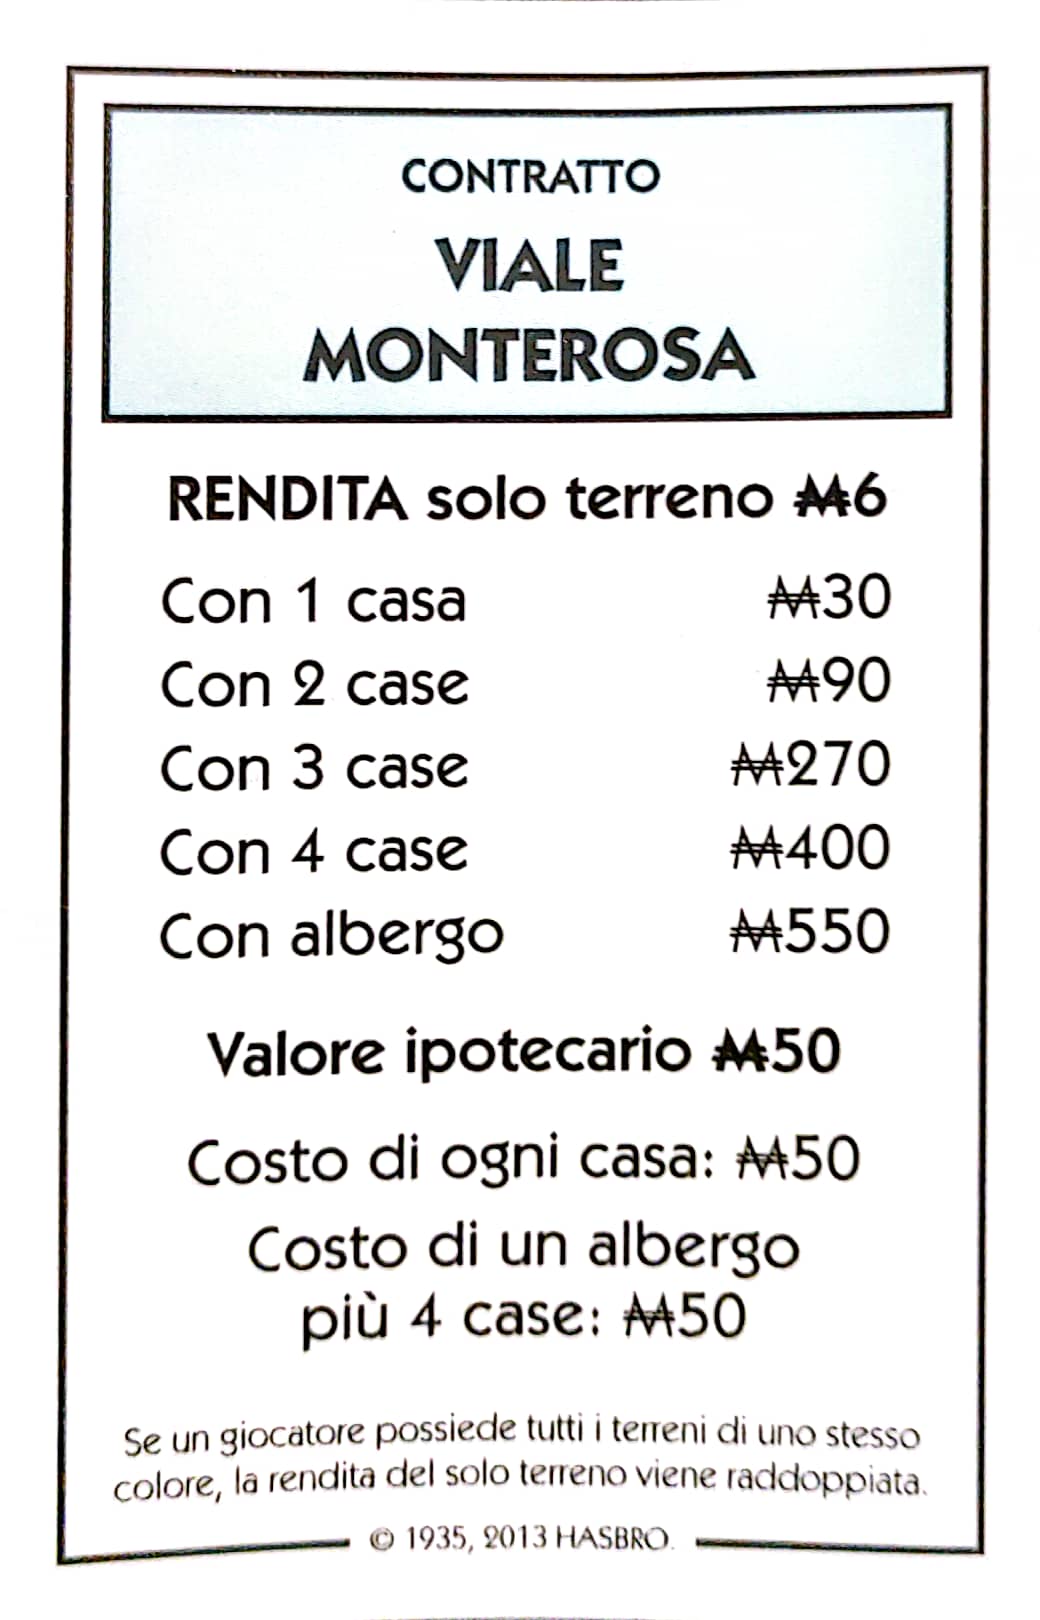 CONTRATTO
VIALE
MONTEROSA
RENDITA solo terreno ₩6
Con 1 casa ₩30
Con 2 case ₩90
Con 3 case ₩270
Con 4 case ₩400
Con albergo ₩550
Valore ipotecario ₩50
Costo di ogni casa: ₩50
Costo di un albergo
più 4 case: ₩50
Se un giocatore possiede tutti i terreni di uno stesso
colore, la rendita del solo terreno viene raddoppiata.
© 1935, 2013 HASBRO.